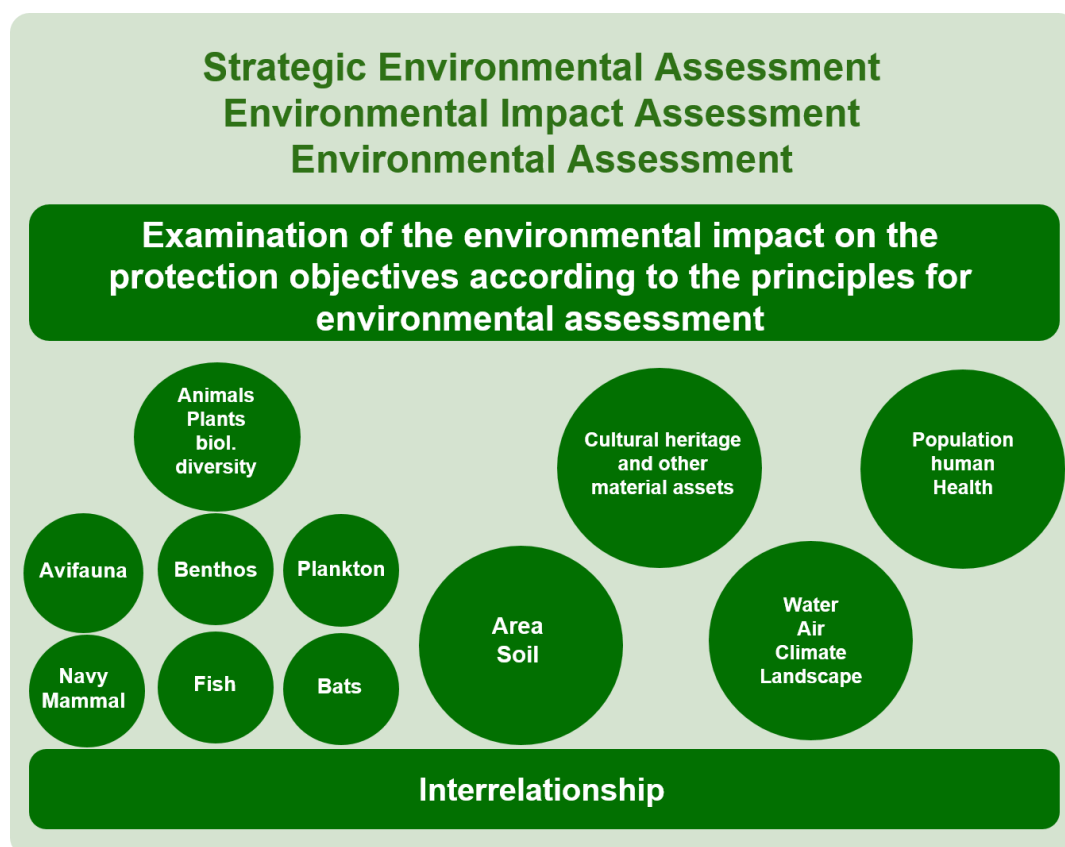 Strategic Environmental Assessment
Environmental Impact Assessment
Environmental Assessment
Examination of the environmental impact on the
protection objectives according to the principles for
environmental assessment
Animals
Plants
biol.
diversity
Cultural heritage
and other
material assets
Population
human
Health
Avifauna
Benthos
Plankton
Area
Soil
Water
Air
Climate
Landscape
Navy
Mammal
Fish
Bats
Interrelationship